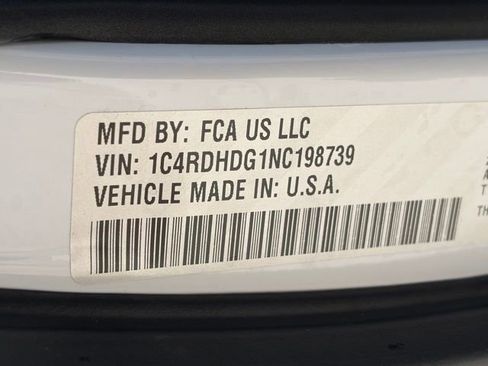 MFD BY: FCA US LLC
VIN: 1C4RDHDG1NC198739
VEHICLE MADE IN: U.S.A.